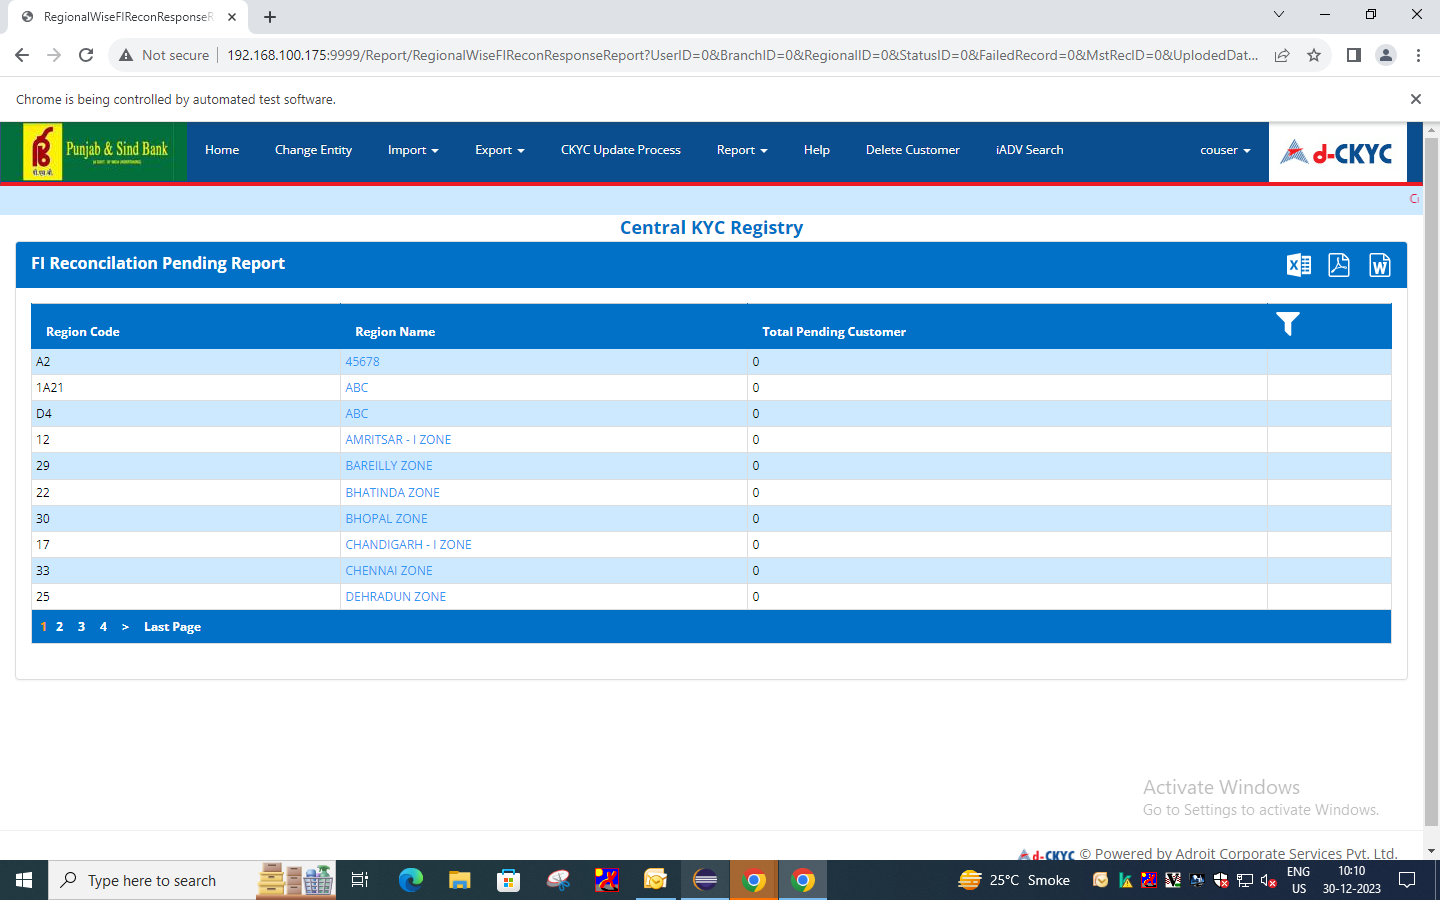 RegionalWiseFIReconResponseR
Not secure
192.168.100.175:9999/Report/RegionalWiseFIReconResponseReport?UserID=0&BranchID=0&RegionalID=0&StatusID=0&FailedRecord=0&MstRecID=0&UplodedDat...
Chrome is being controlled by automated test software.
Punjab & Sind Bank
पी.एस.बी.
Home
Change Entity
Import
Export
CKYC Update Process
Report
Help
Delete Customer
iADV Search
couser
d-CKYC
Central KYC Registry
FI Reconcilation Pending Report
Region Code Region Name Total Pending Customer
A2 45678 0
1A21 ABC 0
D4 ABC 0
12 AMRITSAR - I ZONE 0
29 BAREILLY ZONE 0
22 BHATINDA ZONE 0
30 BHOPAL ZONE 0
17 CHANDIGARH - I ZONE 0
33 CHENNAI ZONE 0
25 DEHRADUN ZONE 0
1 2 3 4 > Last Page
Activate Windows
Go to Settings to activate Windows.
d-CKYC © Powered by Adroit Corporate Services Pvt. Ltd.
Type here to search
25°C Smoke
ENG
US
10:10
30-12-2023